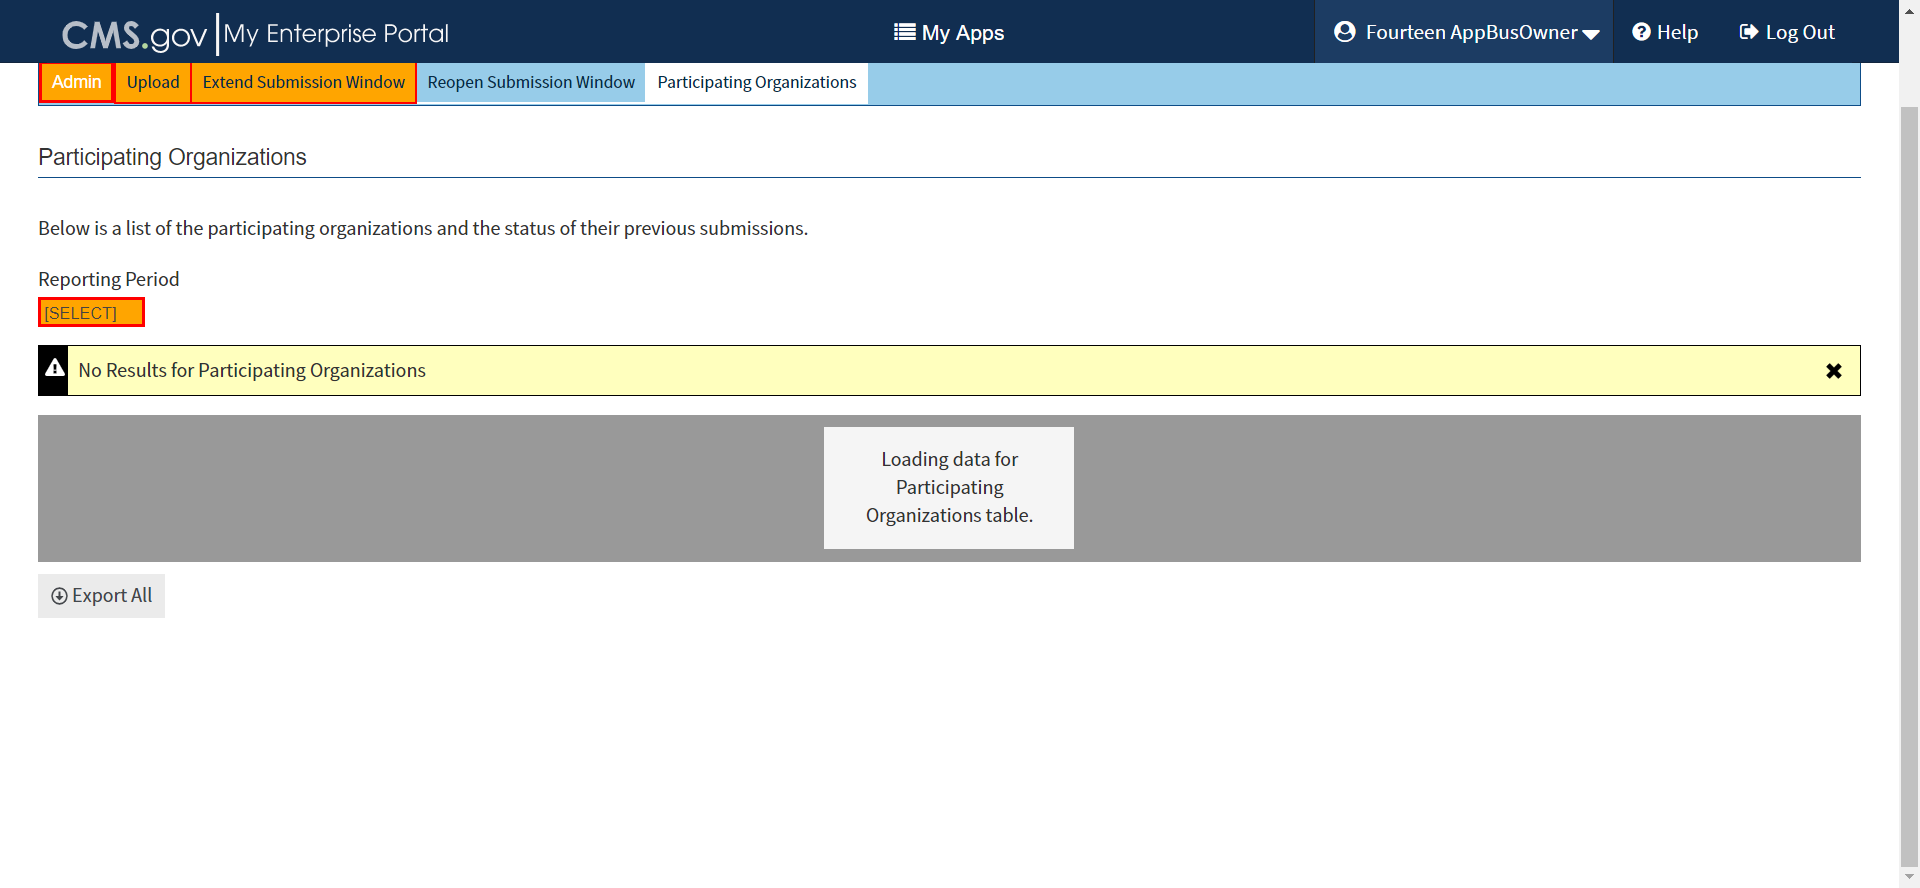 CMS.gov My Enterprise Portal
My Apps
Fourteen AppBusOwner
Help
Log Out
Admin
Upload
Extend Submission Window
Reopen Submission Window
Participating Organizations
Participating Organizations
Below is a list of the participating organizations and the status of their previous submissions.
Reporting Period
[SELECT]
No Results for Participating Organizations
Loading data for
Participating
Organizations table.
Export All